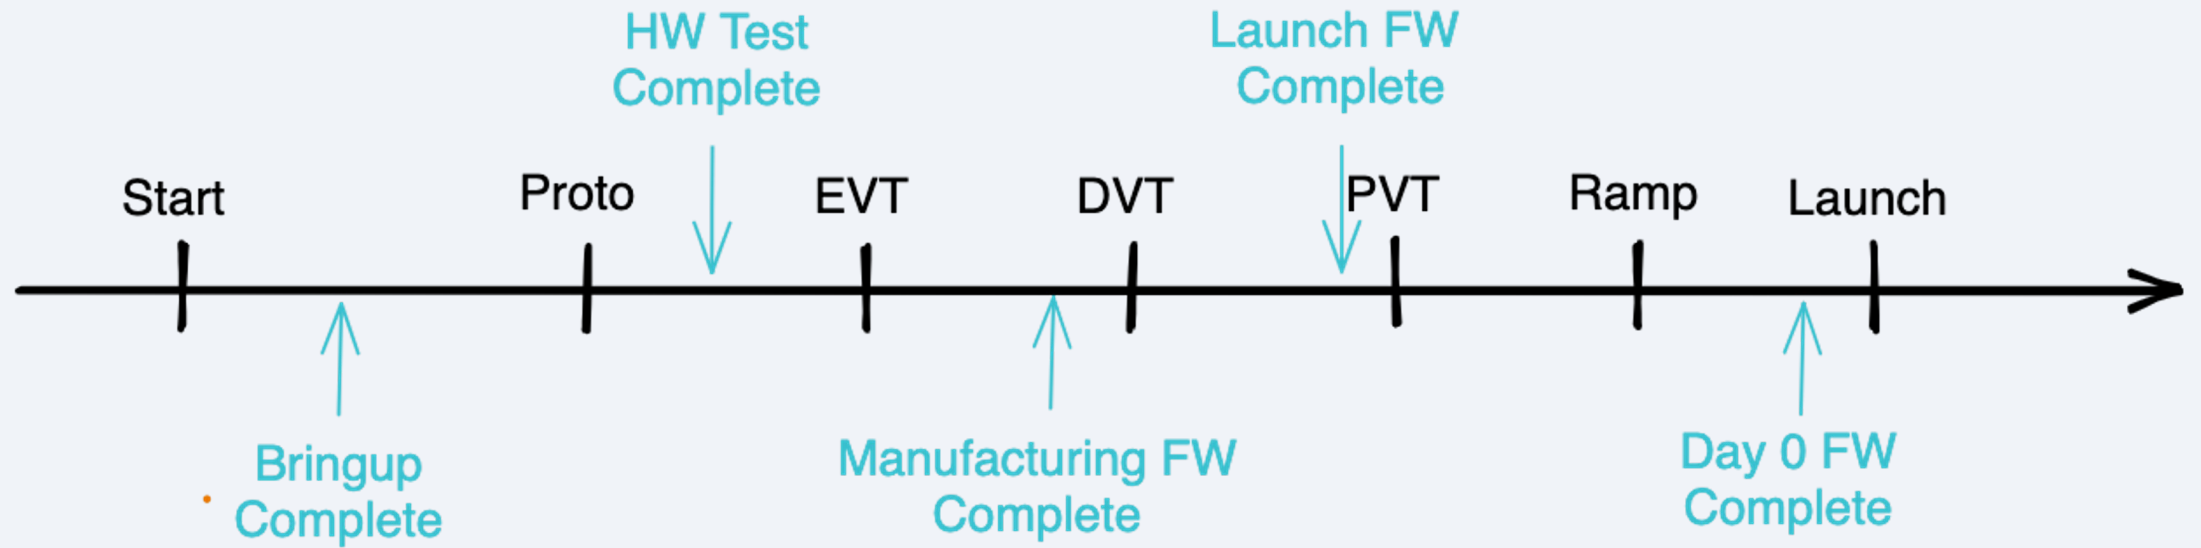 HW Test
Complete
Launch FW
Complete
Start
Proto
EVT
DVT
PVT
Ramp
Launch
Bringup
Complete
Manufacturing FW
Complete
Day 0 FW
Complete